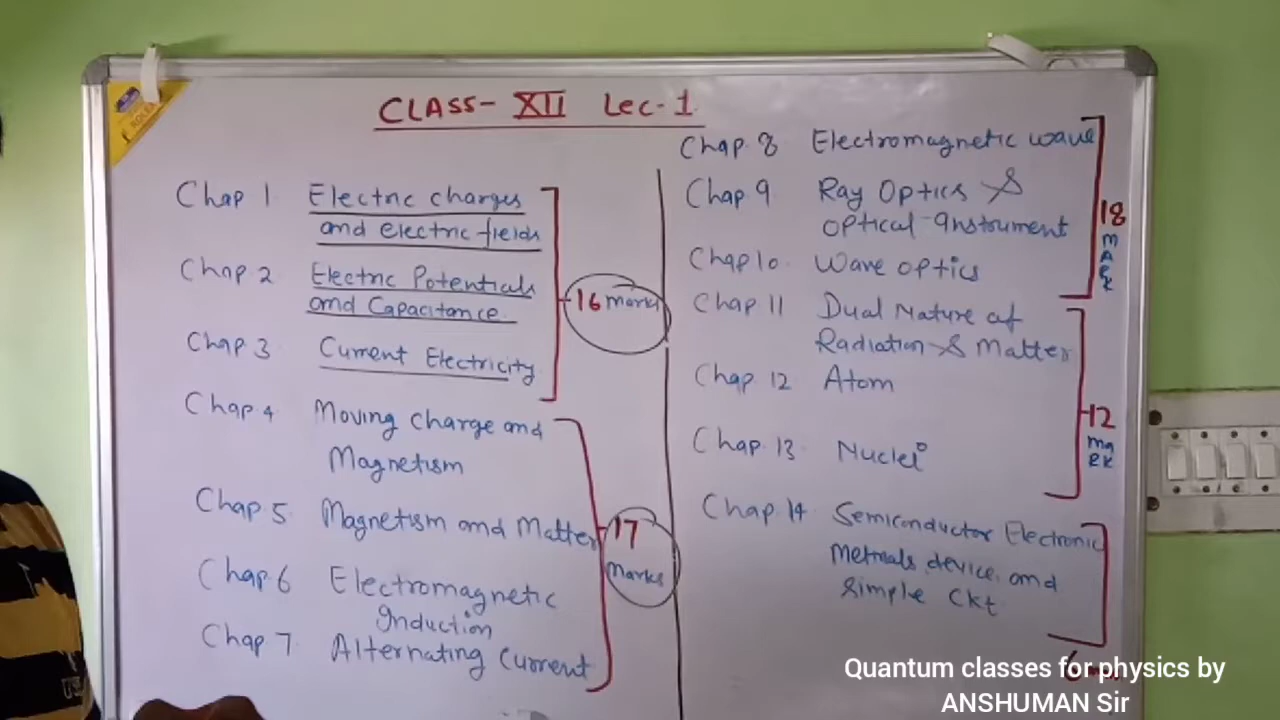 CLASS- XII Lec-1
Chap 1 Electric charges
and electric fields
Chap 2 Electric Potentials
and Capacitance
Chap 3 Current Electricity
16 marks
Chap 4 Moving charge and
Magnetism
Chap 5 Magnetism and Matter
Chap 6 Electromagnetic
Induction
Chap 7 Alternating Current
17
marks
Chap 8 Electromagnetic wave
Chap 9 Ray Optics &
optical Instrument
Chap 10 Wave optics
18
MARK
Chap 11 Dual Nature of
Radiation & Matter
Chap 12 Atom
Chap 13 Nuclei
12
MaRK
Chap 14 Semiconductor Electronic
device, and
Simple Ckt
6
Quantum classes for physics by
ANSHUMAN Sir